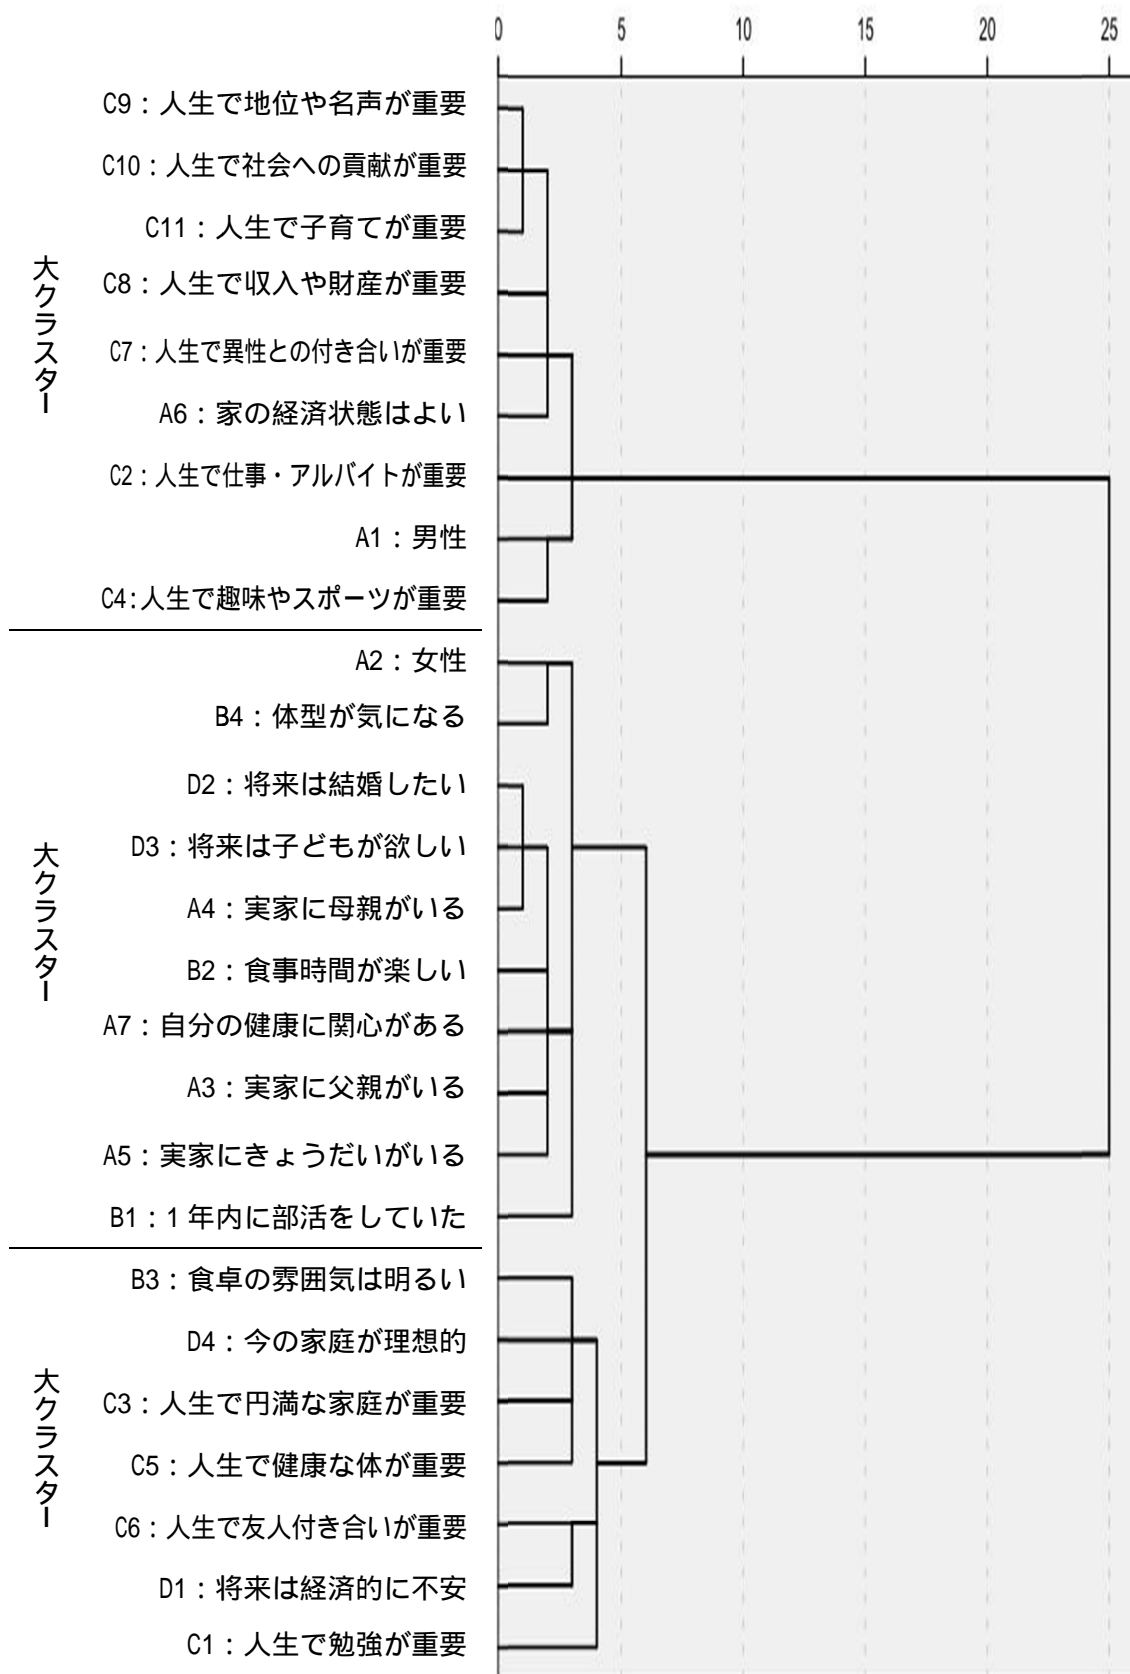 0 5 10 15 20 25
C9：人生で地位や名声が重要
C10：人生で社会への貢献が重要
C11：人生で子育てが重要
C8：人生で収入や財産が重要
C7：人生で異性との付き合いが重要
A6：家の経済状態はよい
C2：人生で仕事・アルバイトが重要
A1：男性
C4：人生で趣味やスポーツが重要
大クラスター
A2：女性
B4：体型が気になる
D2：将来は結婚したい
D3：将来は子どもが欲しい
A4：実家に母親がいる
B2：食事時間が楽しい
A7：自分の健康に関心がある
A3：実家に父親がいる
A5：実家にきょうだいがいる
B1：1年内に部活をしていた
大クラスター
B3：食卓の雰囲気は明るい
D4：今の家庭が理想的
C3：人生で円満な家庭が重要
C5：人生で健康な体が重要
C6：人生で友人付き合いが重要
D1：将来は経済的に不安
C1：人生で勉強が重要
大クラスター